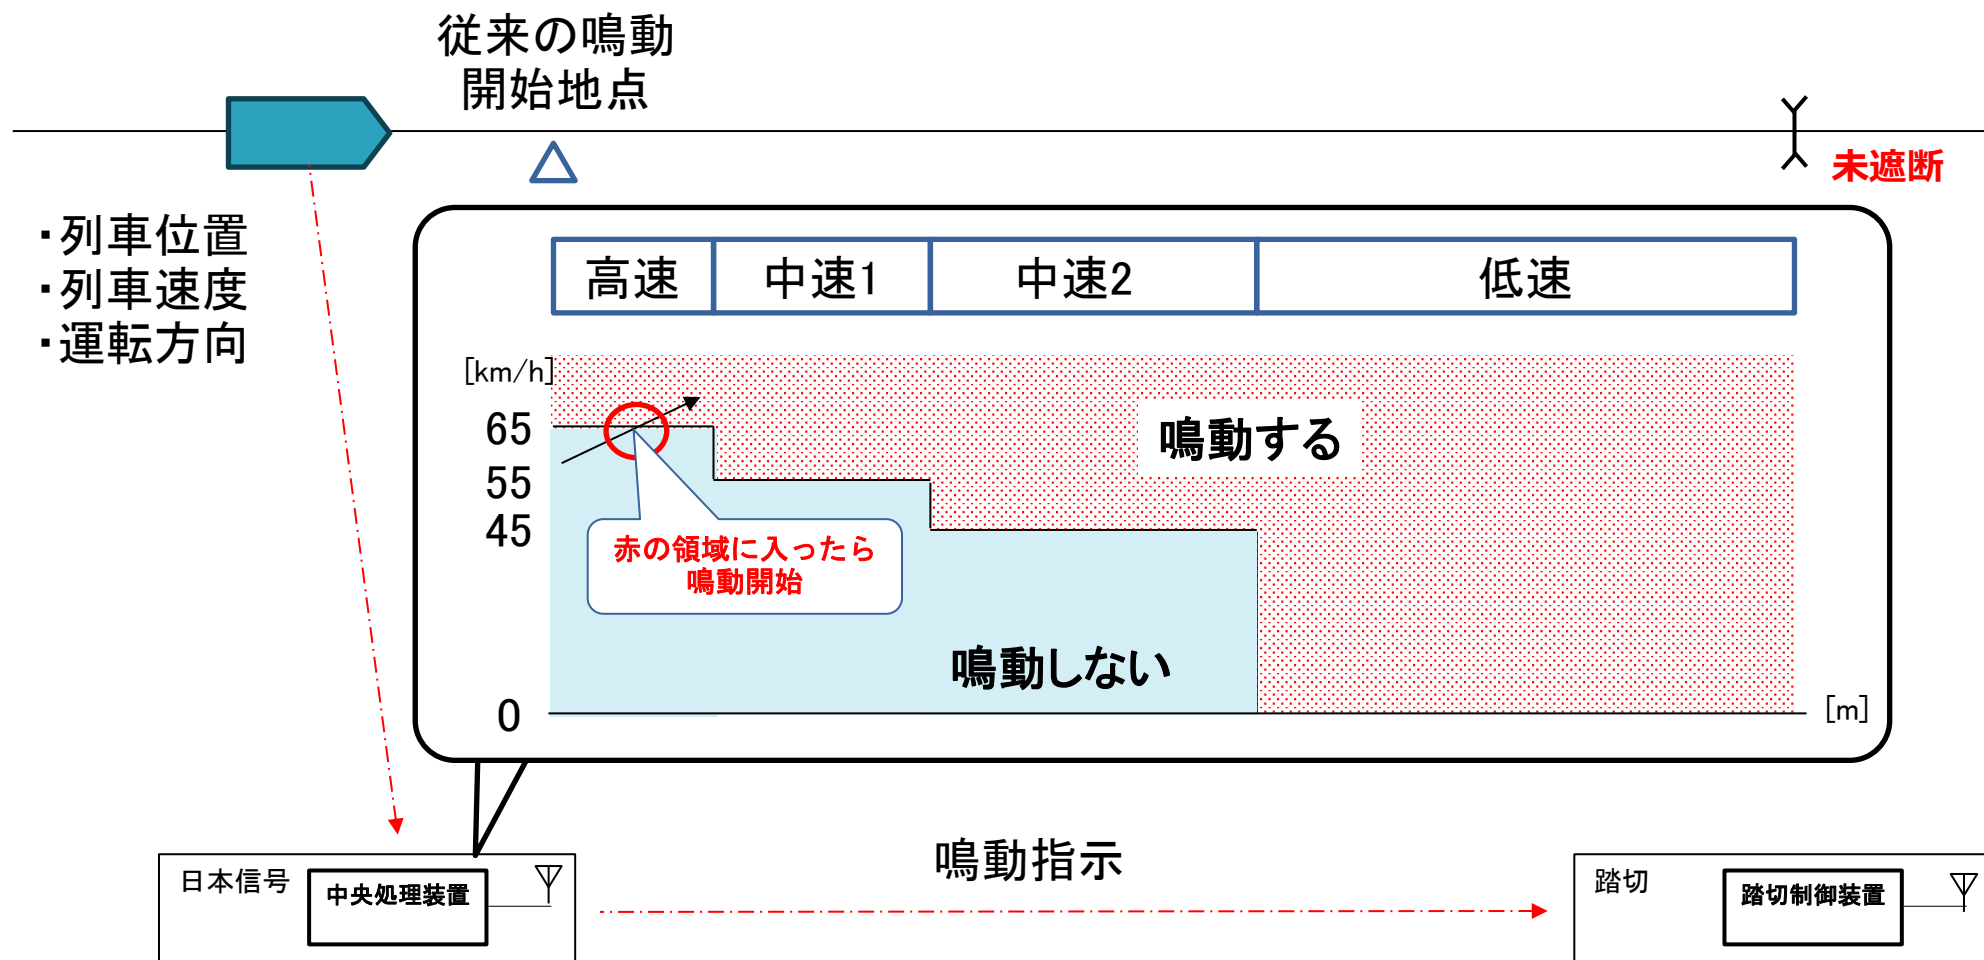 従来の鳴動
開始地点
未遮断
・列車位置
・列車速度
・運転方向
高速
中速1
中速2
低速
[km/h]
65
55
45
0
鳴動する
赤の領域に入ったら
鳴動開始
鳴動しない
[m]
鳴動指示
日本信号
中央処理装置
踏切
踏切制御装置